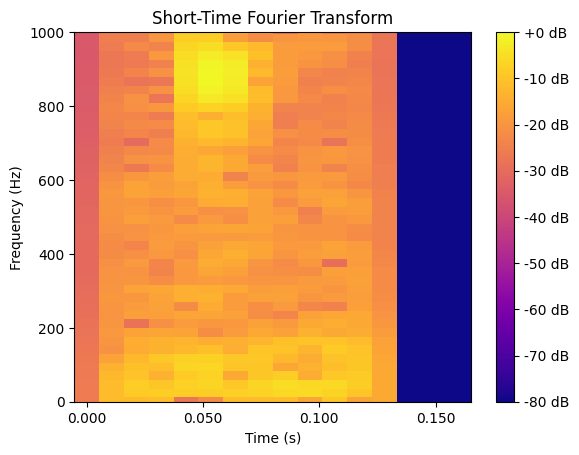 Short-Time Fourier Transform
1000
800
600
400
200
0
Frequency (Hz)
0.000
0.050
0.100
0.150
Time (s)
+0 dB
-10 dB
-20 dB
-30 dB
-40 dB
-50 dB
-60 dB
-70 dB
-80 dB